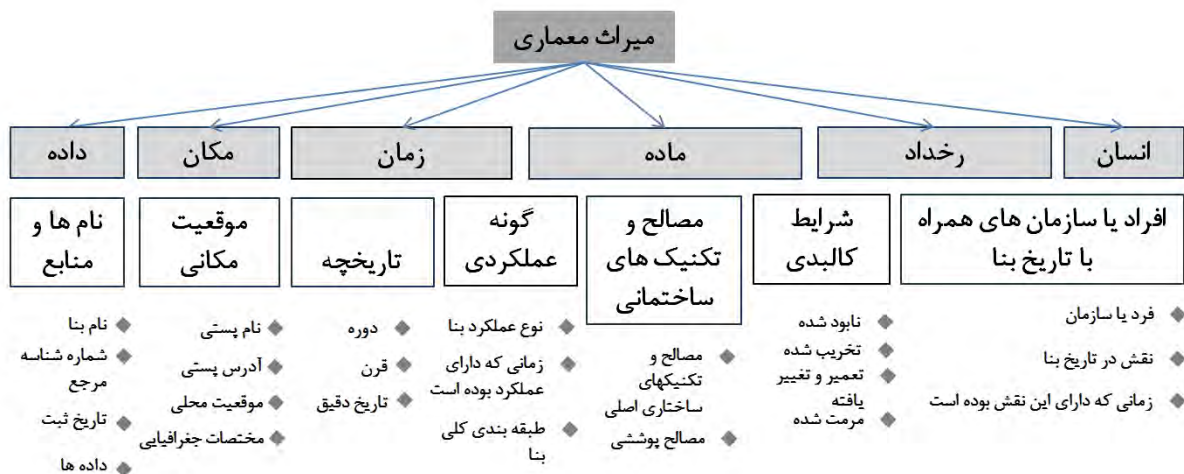 میراث معماری
انسان
رخداد
ماده
زمان
مکان
داده
افراد یا سازمان های همراه
با تاریخ بنا
فرد یا سازمان
نقش در تاریخ بنا
زمانی که دارای این نقش بوده است
شرایط
کالبدی
نابود شده
تخریب شده
تعمیر و تغییر
یافته
مرمت شده
مصالح و
تکنیک های
ساختمانی
مصالح و
تکنیکهای
ساختاری اصلی
مصالح پوششی
گونه
عملکردی
نوع عملکرد بنا
زمانی که دارای
عملکرد بوده است
طبقه بندی کلی
بنا
تاریخچه
دوره
قرن
تاریخ دقیق
موقعیت
مکانی
نام پستی
آدرس پستی
موقعیت محلی
مختصات جغرافیایی
نام ها و
منابع
نام بنا
شماره شناسه
مرجع
تاریخ ثبت
داده ها